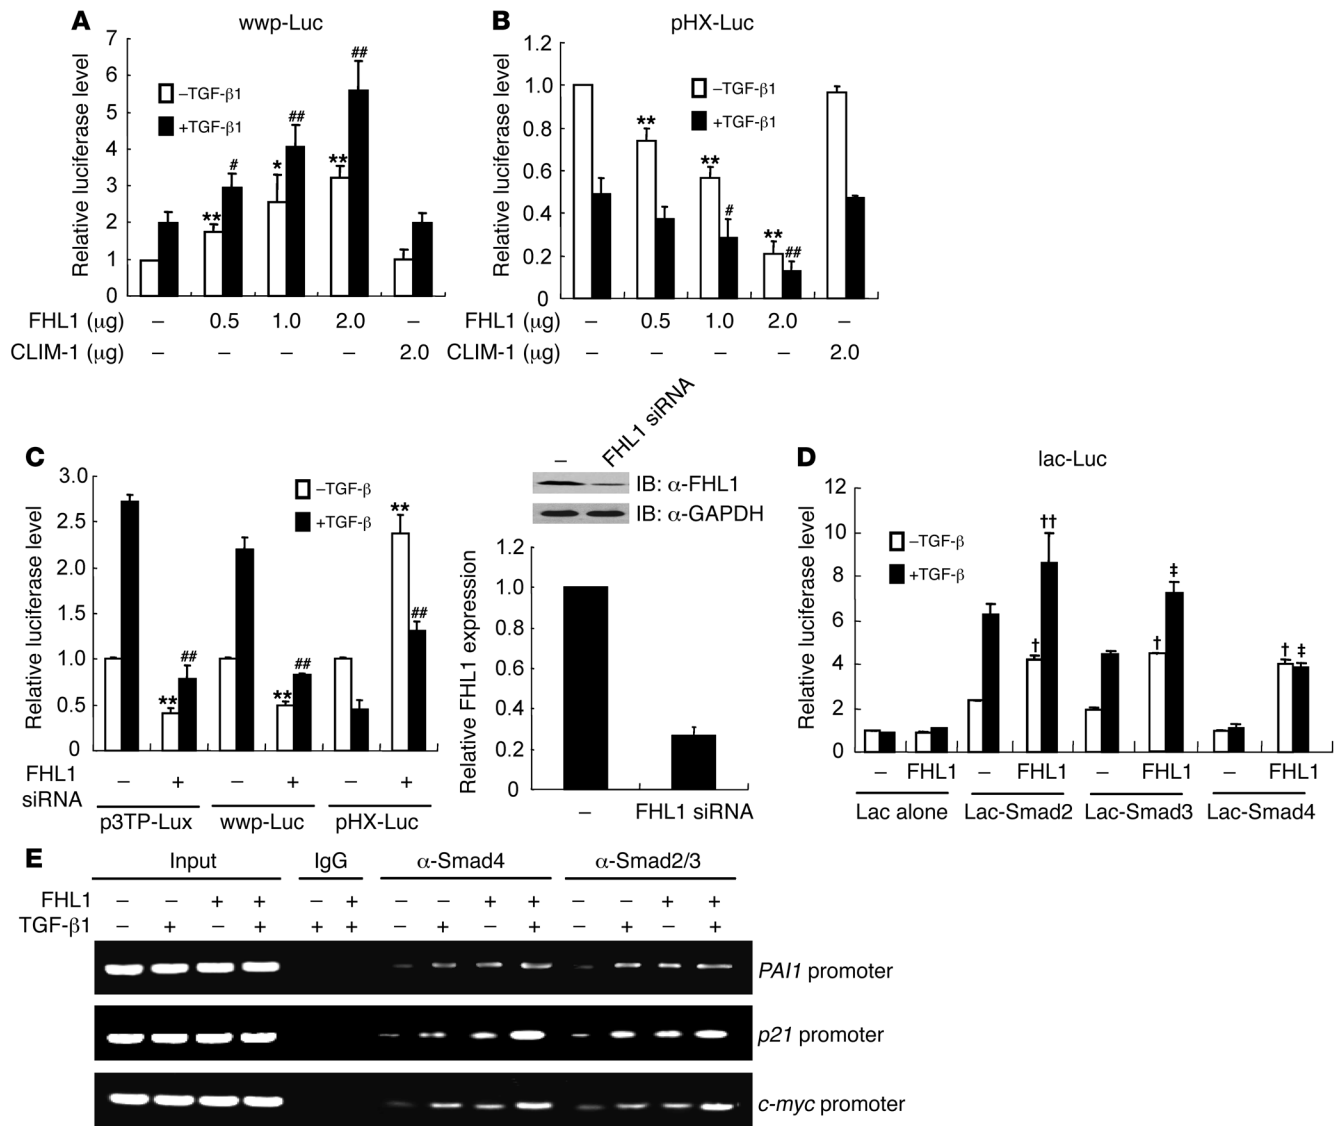 A
wwp-Luc
Relative luciferase level
7
6
5
4
3
2
1
0
–TGF-β1
+TGF-β1
** # * ## ** ##
FHL1 (μg) – 0.5 1.0 2.0 –
CLIM-1 (μg) – – – – 2.0
B
pHX-Luc
Relative luciferase level
1.2
1.0
0.8
0.6
0.4
0.2
0
–TGF-β1
+TGF-β1
** ** # ** ##
FHL1 (μg) – 0.5 1.0 2.0 –
CLIM-1 (μg) – – – – 2.0
C
Relative luciferase level
3.0
2.5
2.0
1.5
1.0
0.5
0
–TGF-β
+TGF-β
** ## ** ## ** ##
FHL1 siRNA – + – + – +
p3TP-Lux wwp-Luc pHX-Luc
– FHL1 siRNA
IB: α-FHL1
IB: α-GAPDH
Relative FHL1 expression
1.2
1.0
0.8
0.6
0.4
0.2
0
– FHL1 siRNA
D
lac-Luc
Relative luciferase level
12
10
8
6
4
2
0
–TGF-β
+TGF-β
† †† † ‡ † ‡
– FHL1 – FHL1 – FHL1 – FHL1
Lac alone Lac-Smad2 Lac-Smad3 Lac-Smad4
E
Input IgG α-Smad4 α-Smad2/3
FHL1 – – + + – + – – + + – – + +
TGF-β1 – + – + + + – + – + – + – +
PAI1 promoter
p21 promoter
c-myc promoter